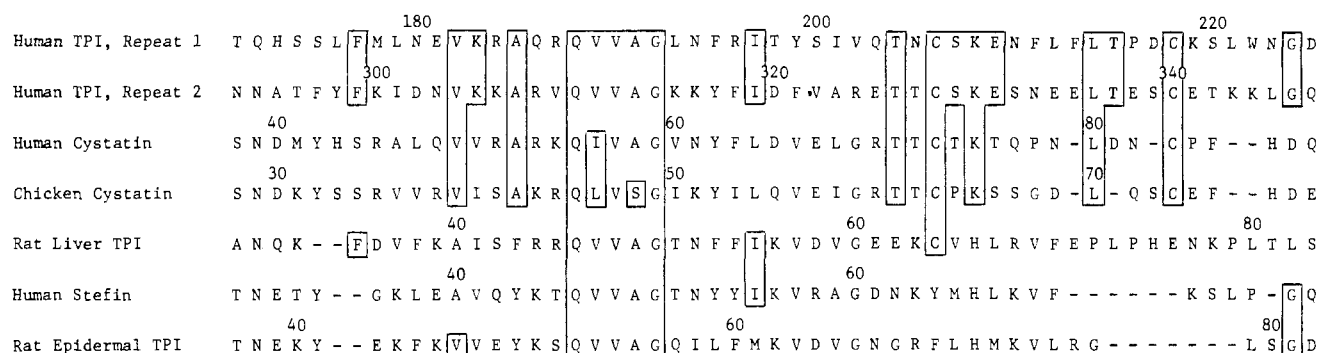 180 200 220
Human TPI, Repeat 1 T Q H S S L F M L N E V K R A Q R Q V V A G L N F R I T Y S I V Q T N C S K E N F L F L T P D C K S L W N G D
300 320 340
Human TPI, Repeat 2 N N A T F Y F K I D N V K K A R V Q V V A G K K Y F I D F V A R E T T C S K E S N E E L T E S C E T K K L G Q
40 60 80
Human Cystatin S N D M Y H S R A L Q V V R A R K Q I V A G V N Y F L D V E L G R T T C T K T Q P N - L D N - C P F - - H D Q
30 50 70
Chicken Cystatin S N D K Y S S R V V R V I S A K R Q L V S G I K Y I L Q V E I G R T T C P K S S G D - L - Q S C E F - - H D E
40 60 80
Rat Liver TPI A N Q K - - F D V F K A I S F R R Q V V A G T N F F I K V D V G E E K C V H L R V F E P L P H E N K P L T L S
40 60
Human Stefin T N E T Y - - G K L E A V Q Y K T Q V V A G T N Y Y I K V R A G D N K Y M H L K V F - - - - - - K S L P - G Q
40 60 80
Rat Epidermal TPI T N E K Y - - E K F K V V E Y K S Q V V A G Q I L F M K V D V G N G R F L H M K V L R G - - - - - - L S G D